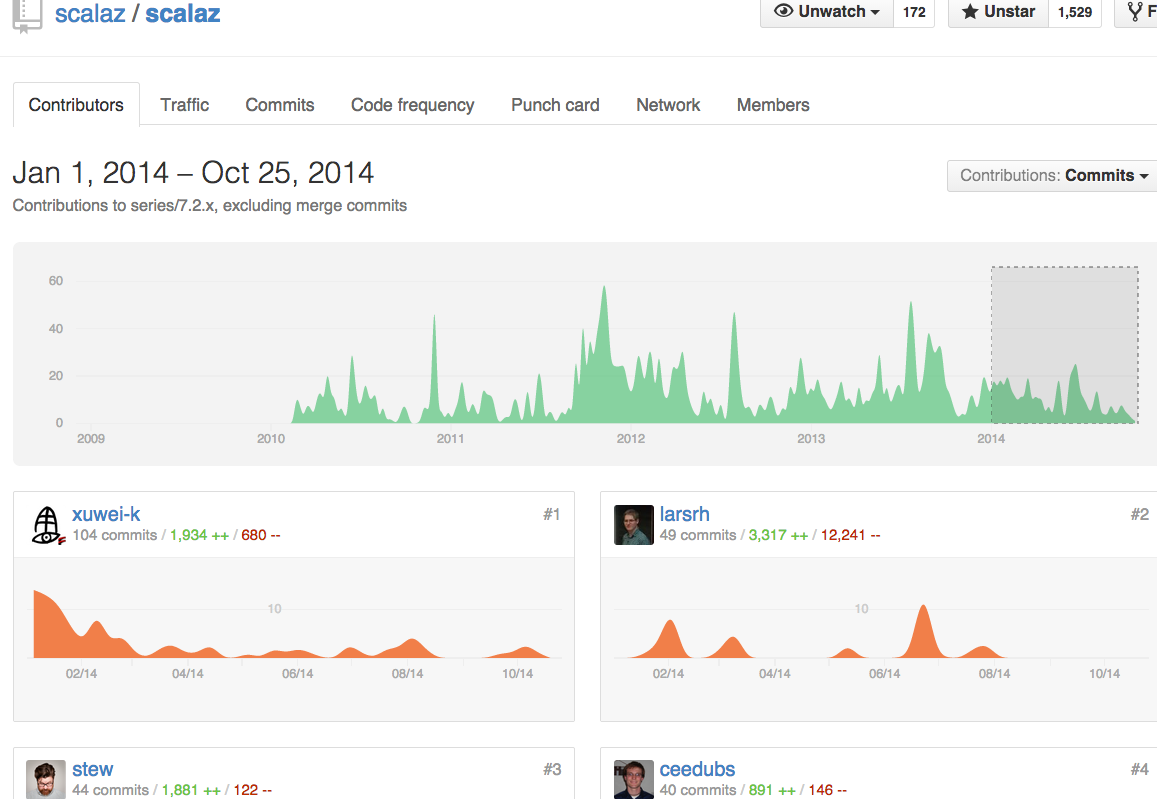 scalaz / scalaz
Unwatch 172 Unstar 1,529 F
Contributors Traffic Commits Code frequency Punch card Network Members
Jan 1, 2014 – Oct 25, 2014
Contributions: Commits
Contributions to series/7.2.x, excluding merge commits
60
40
20
0
2009 2010 2011 2012 2013 2014
xuwei-k #1
104 commits / 1,934 ++ / 680 --
10
02/14 04/14 06/14 08/14 10/14
larsrh #2
49 commits / 3,317 ++ / 12,241 --
10
02/14 04/14 06/14 08/14 10/14
stew #3
44 commits / 1,881 ++ / 122 --
ceedubs #4
40 commits / 891 ++ / 146 --